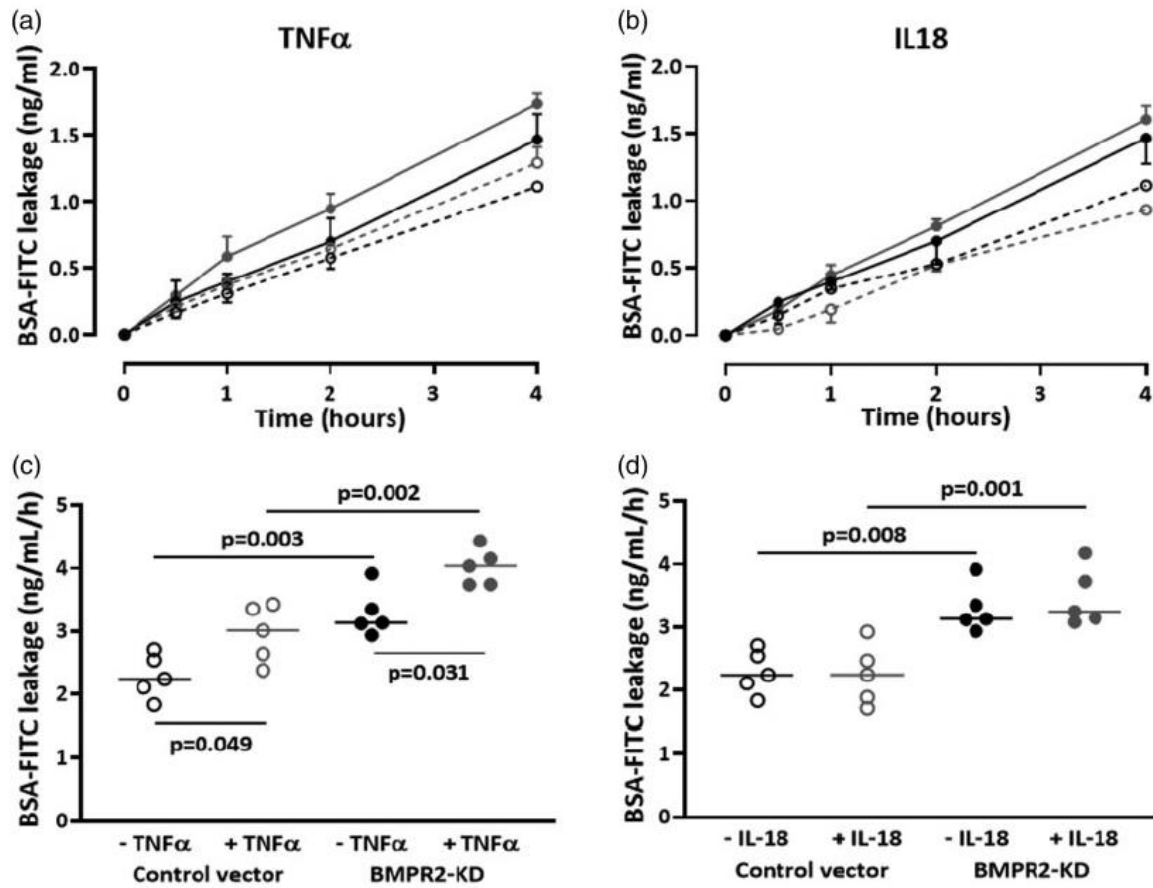 (a)
TNFα
BSA-FITC leakage (ng/ml)
2.0
1.5
1.0
0.5
0.0
0 1 2 3 4
Time (hours)
(b)
IL18
BSA-FITC leakage (ng/ml)
2.0
1.5
1.0
0.5
0.0
0 1 2 3 4
Time (hours)
(c)
BSA-FITC leakage (ng/mL/h)
5
4
3
2
1
0
p=0.002
p=0.003
p=0.031
p=0.049
- TNFα + TNFα - TNFα + TNFα
Control vector BMPR2-KD
(d)
BSA-FITC leakage (ng/mL/h)
5
4
3
2
1
0
p=0.001
p=0.008
- IL-18 + IL-18 - IL-18 + IL-18
Control vector BMPR2-KD